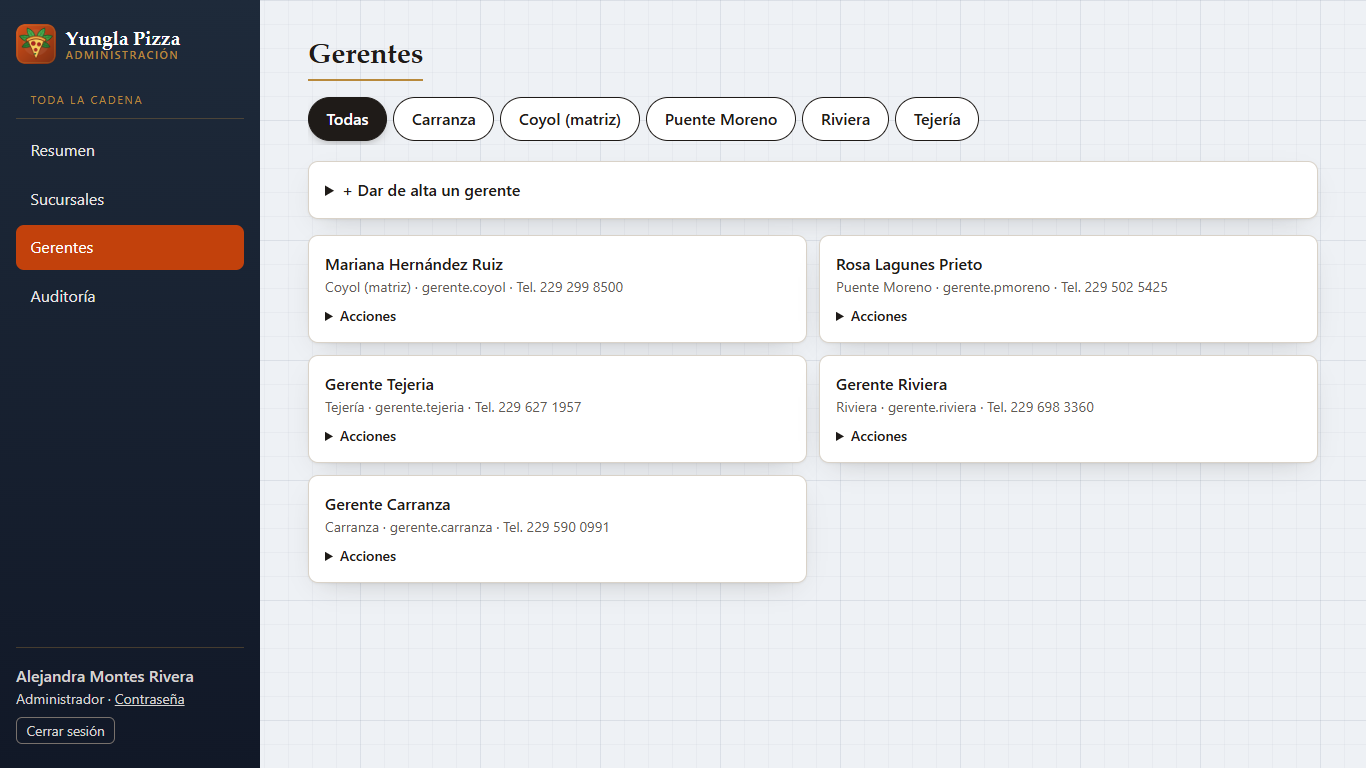 Yungla Pizza
ADMINISTRACIÓN
TODA LA CADENA
Resumen
Sucursales
Gerentes
Auditoría
Alejandra Montes Rivera
Administrador · Contraseña
Cerrar sesión
Gerentes
Todas Carranza Coyol (matriz) Puente Moreno Riviera Tejería
+ Dar de alta un gerente
Mariana Hernández Ruiz
Coyol (matriz) · gerente.coyol · Tel. 229 299 8500
Acciones
Rosa Lagunes Prieto
Puente Moreno · gerente.pmoreno · Tel. 229 502 5425
Acciones
Gerente Tejeria
Tejería · gerente.tejeria · Tel. 229 627 1957
Acciones
Gerente Riviera
Riviera · gerente.riviera · Tel. 229 698 3360
Acciones
Gerente Carranza
Carranza · gerente.carranza · Tel. 229 590 0991
Acciones